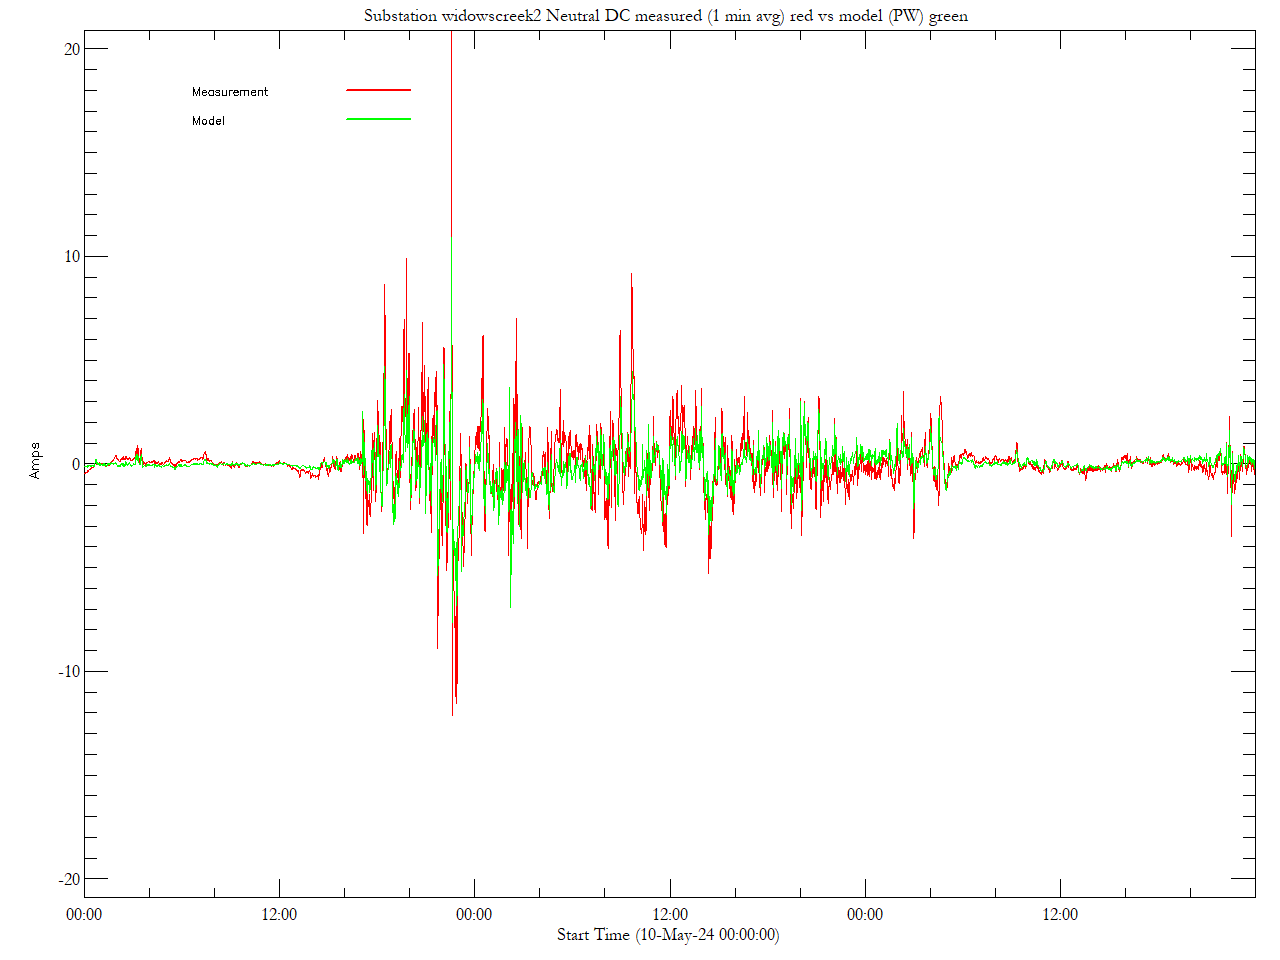 Substation widowscreek2 Neutral DC measured (1 min avg) red vs model (PW) green
20
Measurement
Model
10
Amps
0
-10
-20
00:00 12:00 00:00 12:00 00:00 12:00
Start Time (10-May-24 00:00:00)